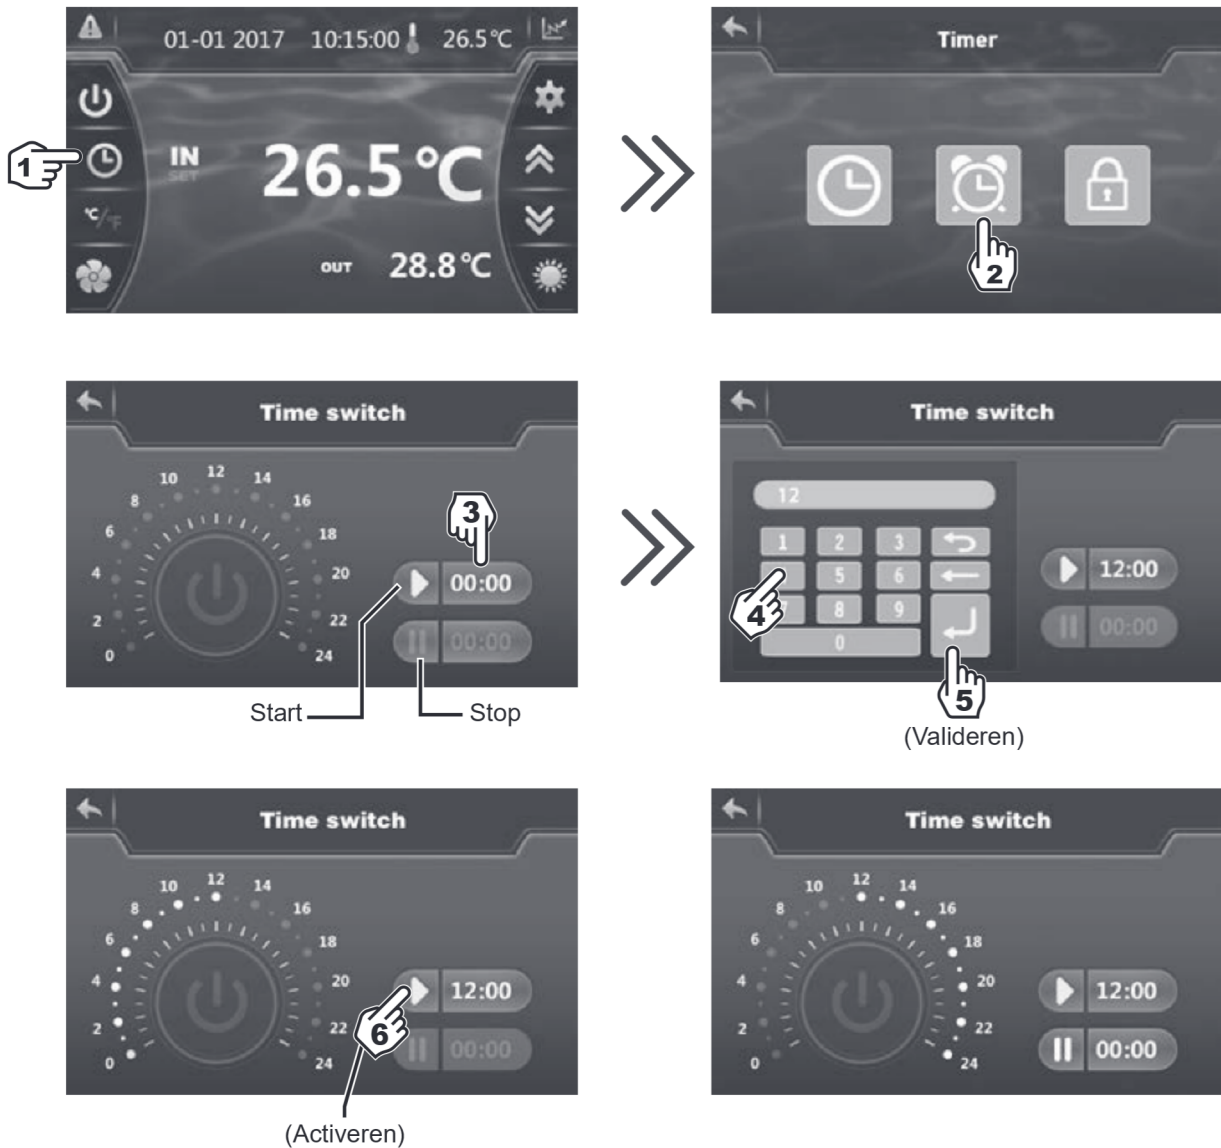 01-01 2017 10:15:00 26.5°C
1
IN
SET
26.5°C
°C/°F
OUT 28.8°C
Timer
2
Time switch
0 2 4 6 8 10 12 14 16 18 20 22 24
3
00:00
00:00
Start
Stop
Time switch
12
1 2 3
5 6
4
7 8 9
0
5
(Valideren)
12:00
00:00
Time switch
0 2 4 6 8 10 12 14 16 18 20 22 24
12:00
6
00:00
(Activeren)
Time switch
0 2 4 6 8 10 12 14 16 18 20 22 24
12:00
00:00